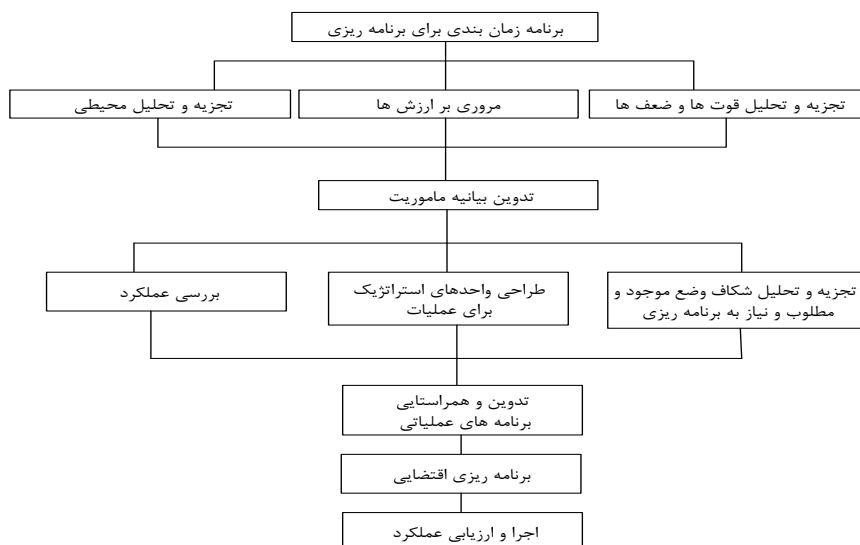 برنامه زمان بندی برای برنامه ریزی
تجزیه و تحلیل قوت ها و ضعف ها
مروری بر ارزش ها
تجزیه و تحلیل محیطی
تدوین بیانیه ماموریت
تجزیه و تحلیل شکاف وضع موجود و
مطلوب و نیاز به برنامه ریزی
طراحی واحدهای استراتژیک
برای عملیات
بررسی عملکرد
تدوین و همراستایی
برنامه های عملیاتی
برنامه ریزی اقتضایی
اجرا و ارزیابی عملکرد